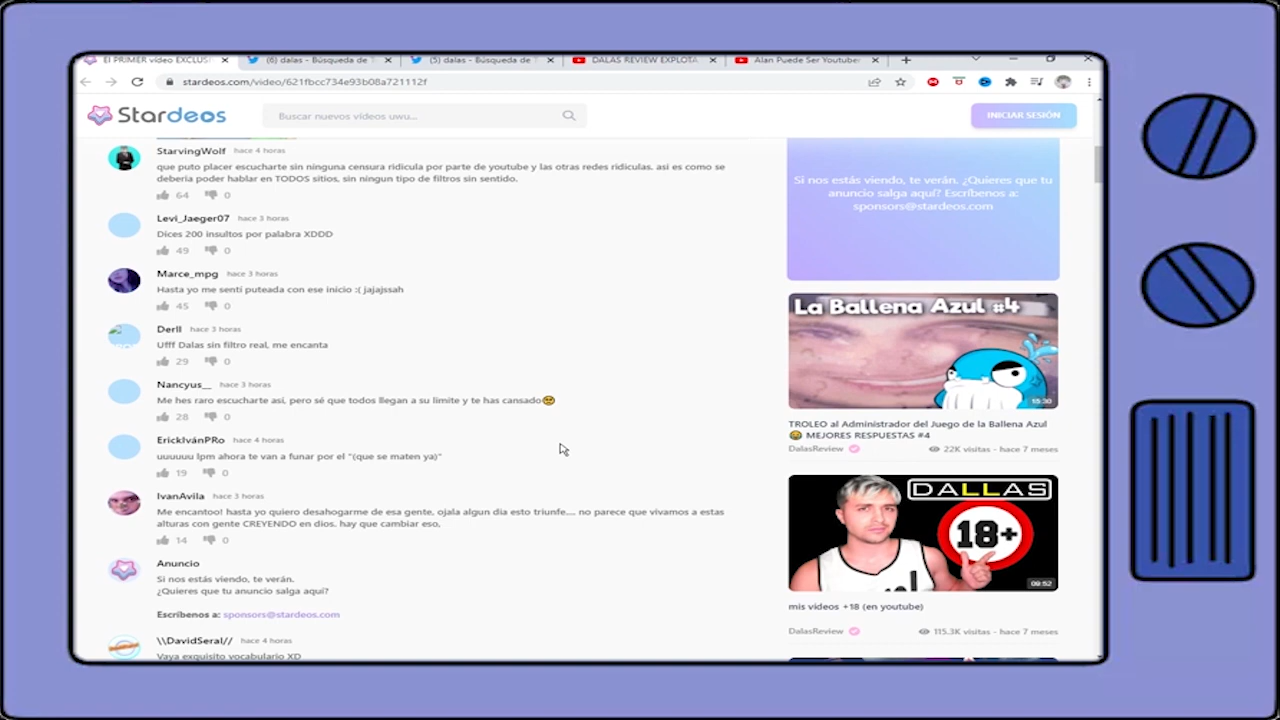 El PRIMER vídeo EXCLUS
(6) dalas - Búsqueda de T
(5) dalas - Búsqueda de T
DALAS REVIEW EXPLOTA
Alan Puede Ser Youtuber
stardeos.com/video/621fbcc734e93b08a721112f
Stardeos
Buscar nuevos vídeos uwu...
INICIAR SESIÓN
StarvingWolf hace 4 horas
que puto placer escucharte sin ninguna censura ridícula por parte de youtube y las otras redes ridiculas. asi es como se
deberia poder hablar en TODOS sitios, sin ningun tipo de filtros sin sentido.
64 0
Levi_Jaeger07 hace 3 horas
Dices 200 insultos por palabra XDDD
49 0
Marce_mpg hace 3 horas
Hasta yo me sentí puteada con ese inicio :( jajajssah
45 0
Derll hace 3 horas
Ufff Dalas sin filtro real, me encanta
29 0
Nancyus__ hace 3 horas
Me hes raro escucharte asi, pero sé que todos llegan a su limite y te has cansado
28 0
ErickIvánPRo hace 4 horas
uuuuuu lpm ahora te van a funar por el "(que se maten ya)"
19 0
IvanAvila hace 3 horas
Me encantoo! hasta yo quiero desahogarme de esa gente, ojala algun dia esto triunfe.... no parece que vivamos a estas
alturas con gente CREYENDO en dios. hay que cambiar eso,
14 0
Anuncio
Si nos estás viendo, te verán.
¿Quieres que tu anuncio salga aquí?
Escríbenos a: sponsors@stardeos.com
\\DavidSeral// hace 4 horas
Vaya exquisito vocabulario XD
Si nos estás viendo, te verán. ¿Quieres que tu
anuncio salga aquí? Escríbenos a:
sponsors@stardeos.com
La Ballena Azul #4
15:30
TROLEO al Administrador del Juego de la Ballena Azul
MEJORES RESPUESTAS #4
DalasReview 22K visitas - hace 7 meses
DALLAS
18+
09:52
mis videos +18 (en youtube)
DalasReview 115.3K visitas - hace 7 meses